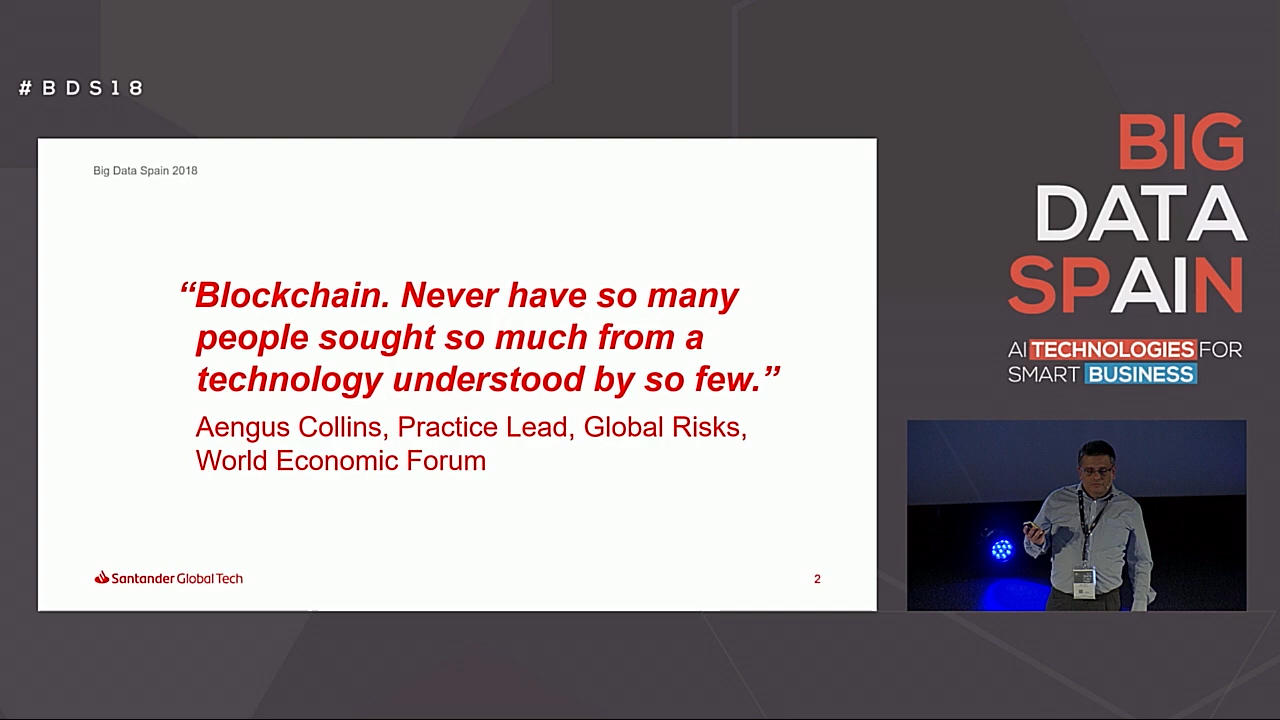 #BDS18
Big Data Spain 2018
“Blockchain. Never have so many
people sought so much from a
technology understood by so few.”
Aengus Collins, Practice Lead, Global Risks,
World Economic Forum
Santander Global Tech
2
BIG
DATA
SPAIN
AI TECHNOLOGIES FOR
SMART BUSINESS